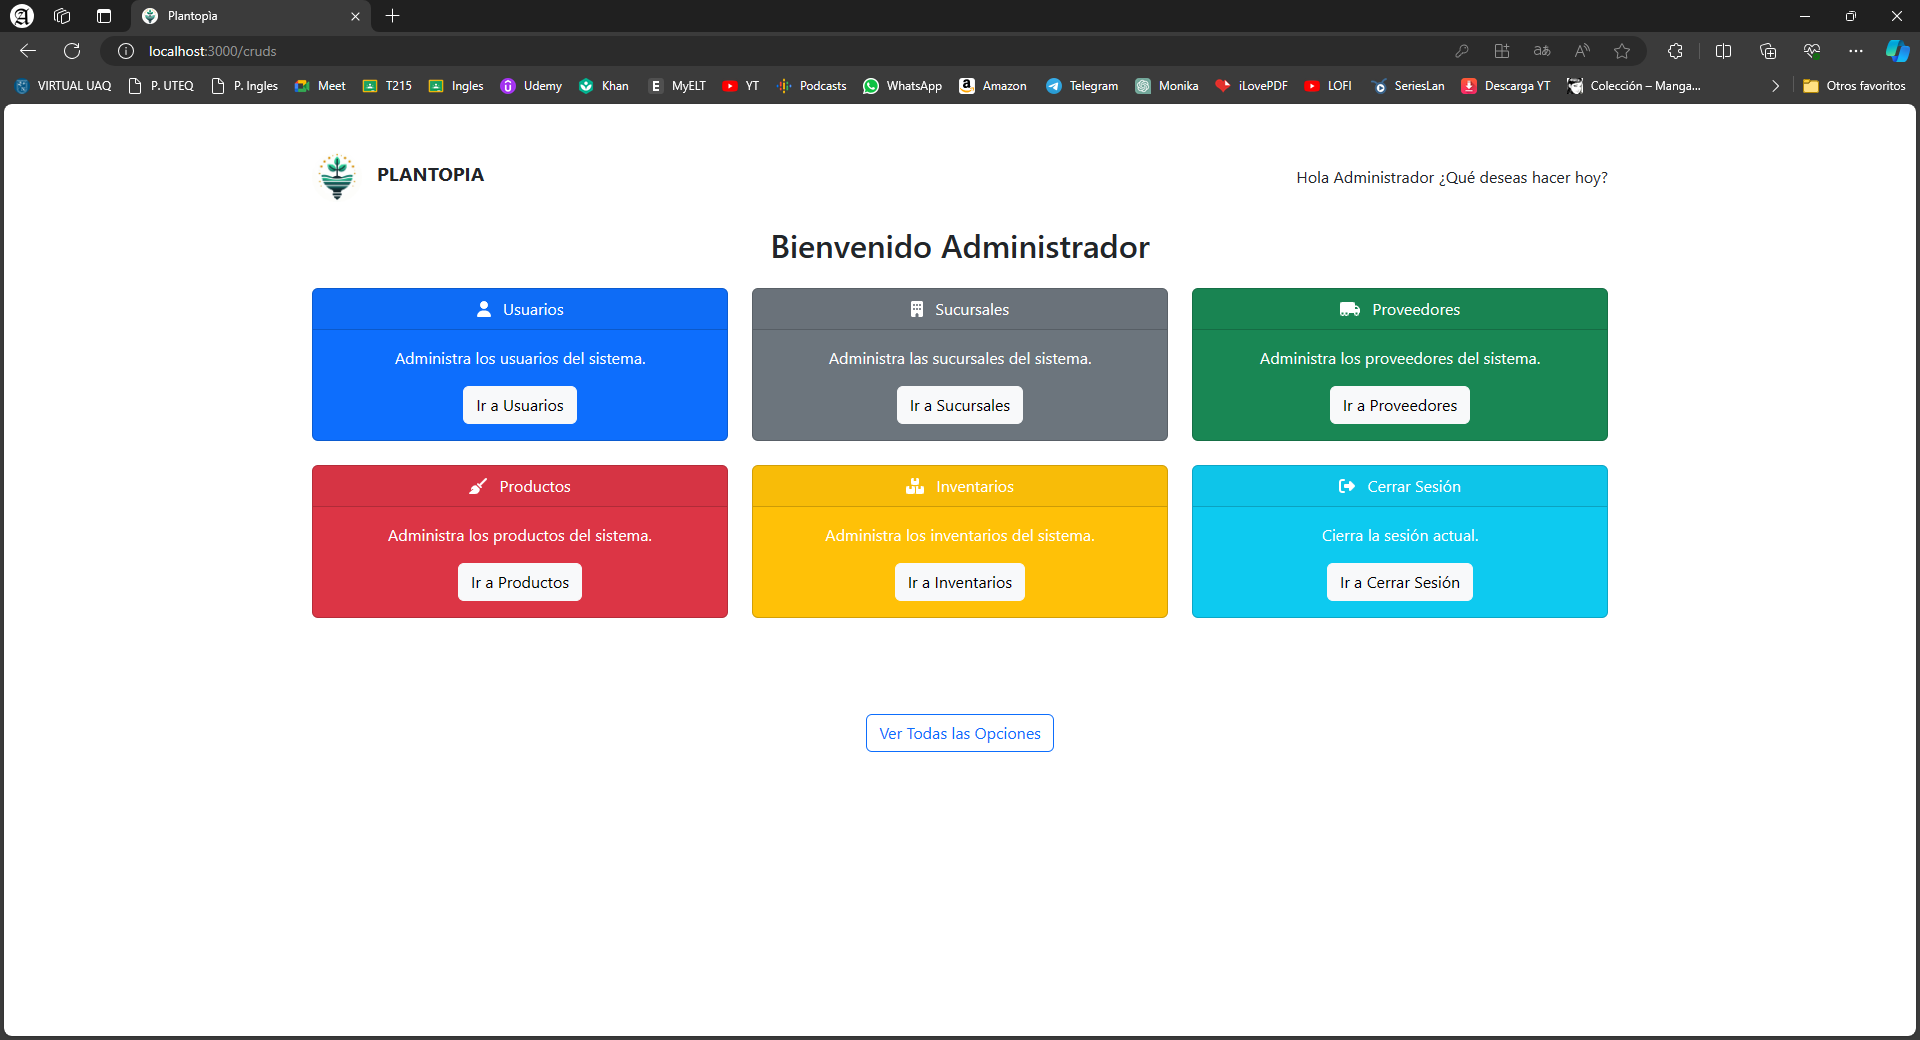 Plantopia
localhost:3000/cruds
VIRTUAL UAQ P. UTEQ P. Ingles Meet T215 Ingles Udemy Khan MyELT YT Podcasts WhatsApp Amazon Telegram Monika iLovePDF LOFI SeriesLan Descarga YT Colección – Manga... Otros favoritos
PLANTOPIA
Hola Administrador ¿Qué deseas hacer hoy?
Bienvenido Administrador
Usuarios
Administra los usuarios del sistema.
Ir a Usuarios
Sucursales
Administra las sucursales del sistema.
Ir a Sucursales
Proveedores
Administra los proveedores del sistema.
Ir a Proveedores
Productos
Administra los productos del sistema.
Ir a Productos
Inventarios
Administra los inventarios del sistema.
Ir a Inventarios
Cerrar Sesión
Cierra la sesión actual.
Ir a Cerrar Sesión
Ver Todas las Opciones